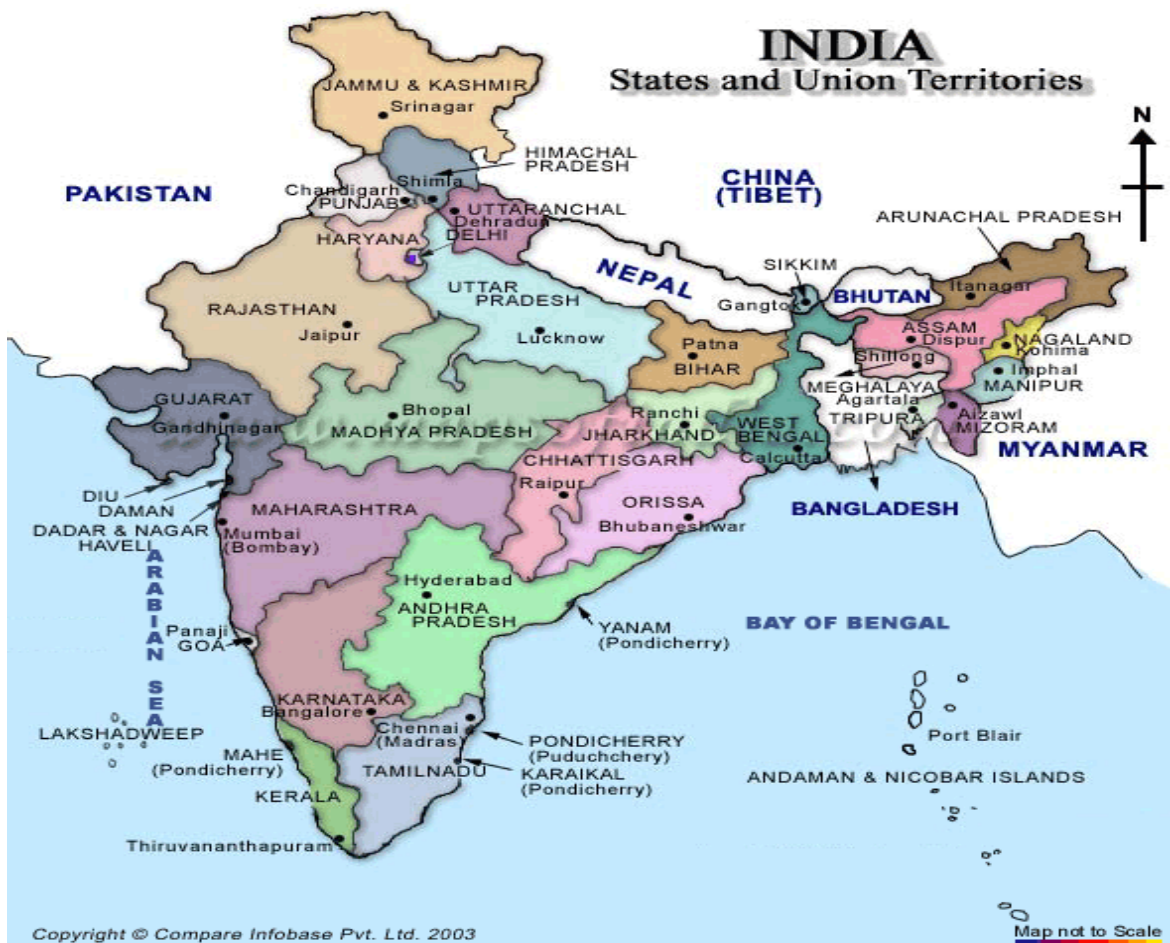 INDIA
States and Union Territories
N
JAMMU & KASHMIR
Srinagar
HIMACHAL
PRADESH
Shimla
PAKISTAN
CHINA
(TIBET)
Chandigarh
PUNJAB
UTTARANCHAL
Dehradun
DELHI
HARYANA
ARUNACHAL PRADESH
NEPAL
SIKKIM
Gangtok
BHUTAN
Itanagar
UTTAR
PRADESH
Lucknow
RAJASTHAN
Jaipur
ASSAM
Dispur
NAGALAND
Kohima
Shillong
MEGHALAYA
Imphal
MANIPUR
Patna
BIHAR
Agartala
TRIPURA
Aizawl
MIZORAM
GUJARAT
Gandhinagar
Bhopal
MADHYA PRADESH
Ranchi
JHARKHAND
WEST
BENGAL
Calcutta
MYANMAR
CHHATTISGARH
Raipur
ORISSA
Bhubaneshwar
BANGLADESH
DIU
DAMAN
DADAR & NAGAR
HAVELI
MAHARASHTRA
Mumbai
(Bombay)
ARABIAN SEA
Hyderabad
ANDHRA
PRADESH
YANAM
(Pondicherry)
BAY OF BENGAL
Panaji
GOA
KARNATAKA
Bangalore
Chennai
(Madras)
PONDICHERRY
(Puduchchery)
KARAIKAL
(Pondicherry)
LAKSHADWEEP
MAHE
(Pondicherry)
TAMILNADU
KERALA
Thiruvananthapuram
Port Blair
ANDAMAN & NICOBAR ISLANDS
Copyright © Compare Infobase Pvt. Ltd. 2003
Map not to Scale